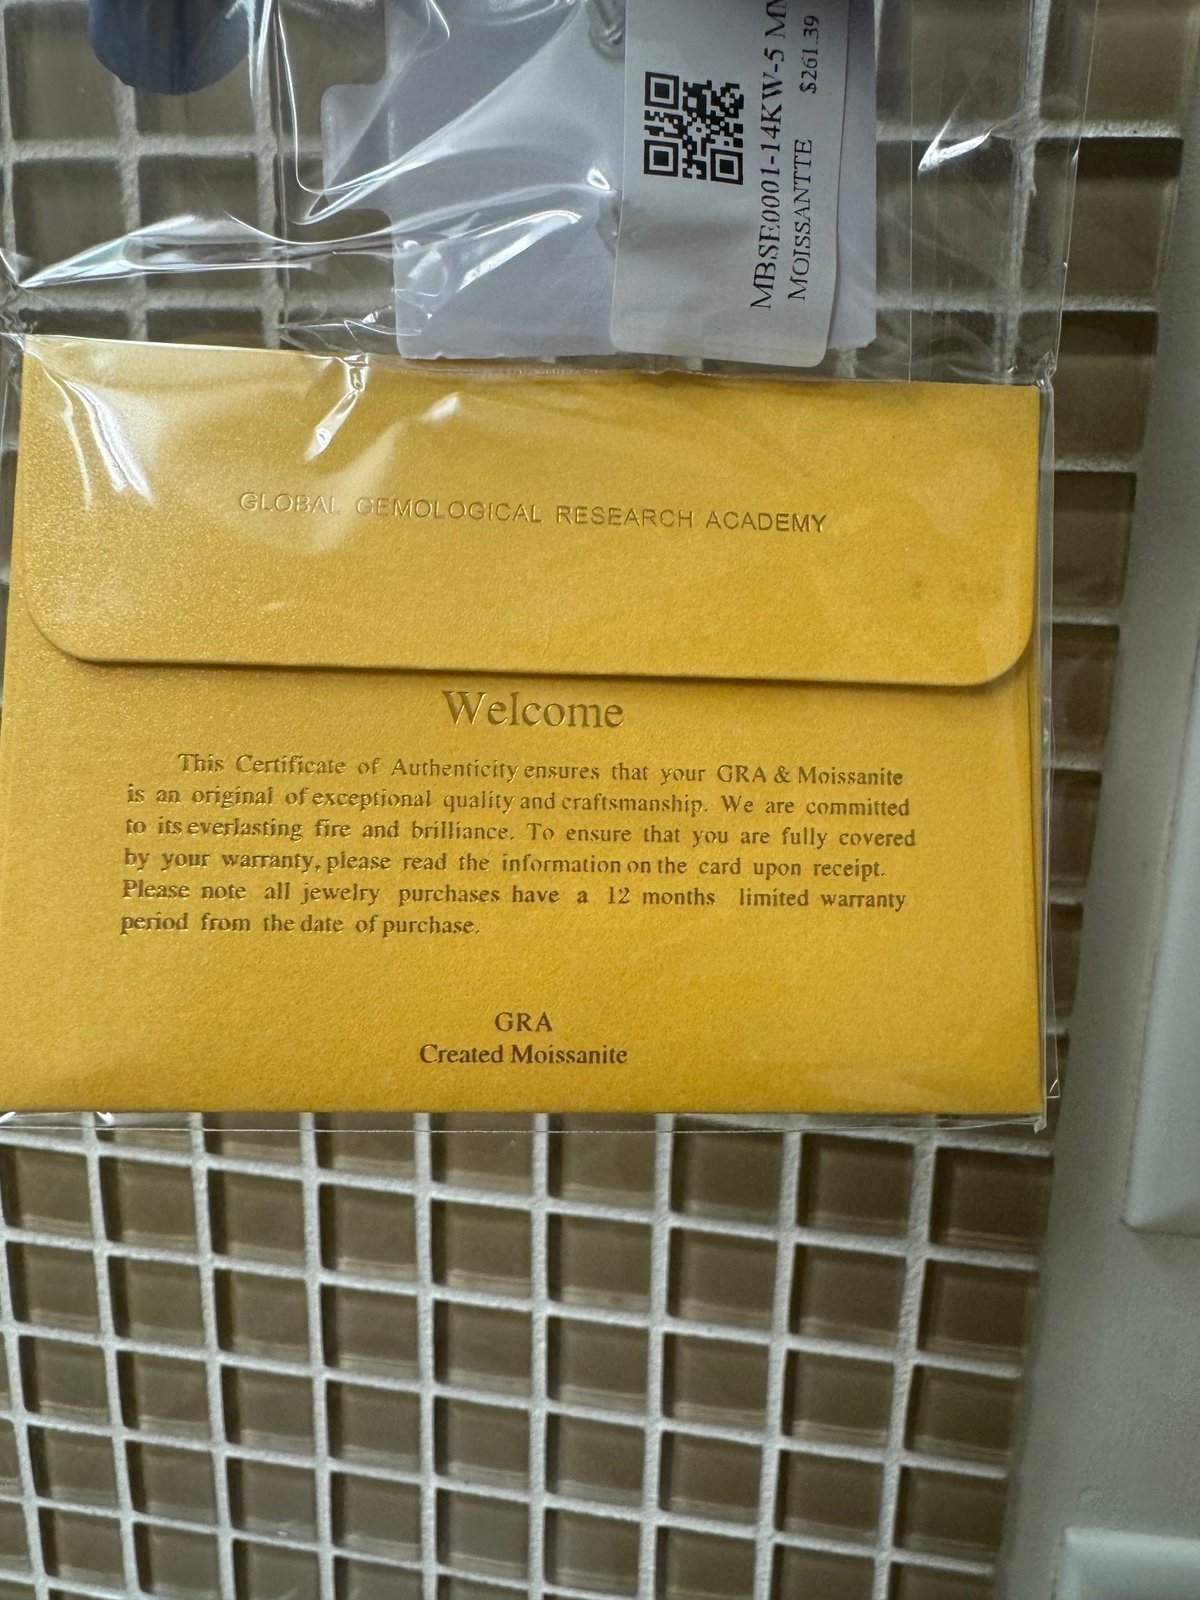 MBSE0001-14KW-5 MM
MOISSANTTE $261.39
GLOBAL GEMOLOGICAL RESEARCH ACADEMY
Welcome
This Certificate of Authenticity ensures that your GRA & Moissanite
is an original of exceptional quality and craftsmanship. We are committed
to its everlasting fire and brilliance. To ensure that you are fully covered
by your warranty, please read the information on the card upon receipt.
Please note all jewelry purchases have a 12 months limited warranty
period from the date of purchase.
GRA
Created Moissanite